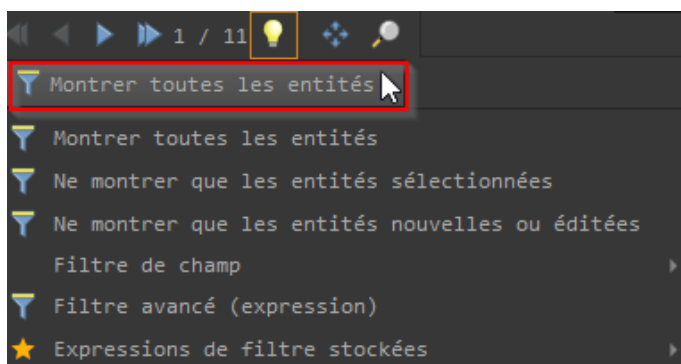 1 / 11
Montrer toutes les entités
Montrer toutes les entités
Ne montrer que les entités sélectionnées
Ne montrer que les entités nouvelles ou éditées
Filtre de champ
Filtre avancé (expression)
Expressions de filtre stockées